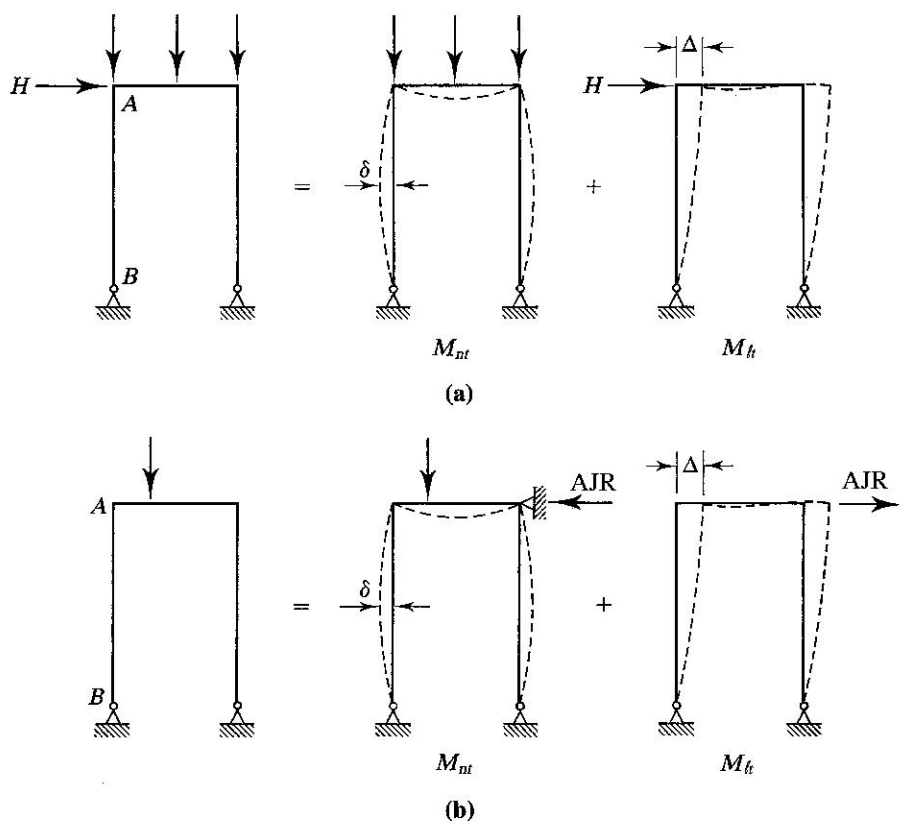 H
A
B
=
δ
M_nt
+
H
Δ
M_ℓt
(a)
A
B
=
δ
AJR
M_nt
+
Δ
AJR
M_ℓt
(b)